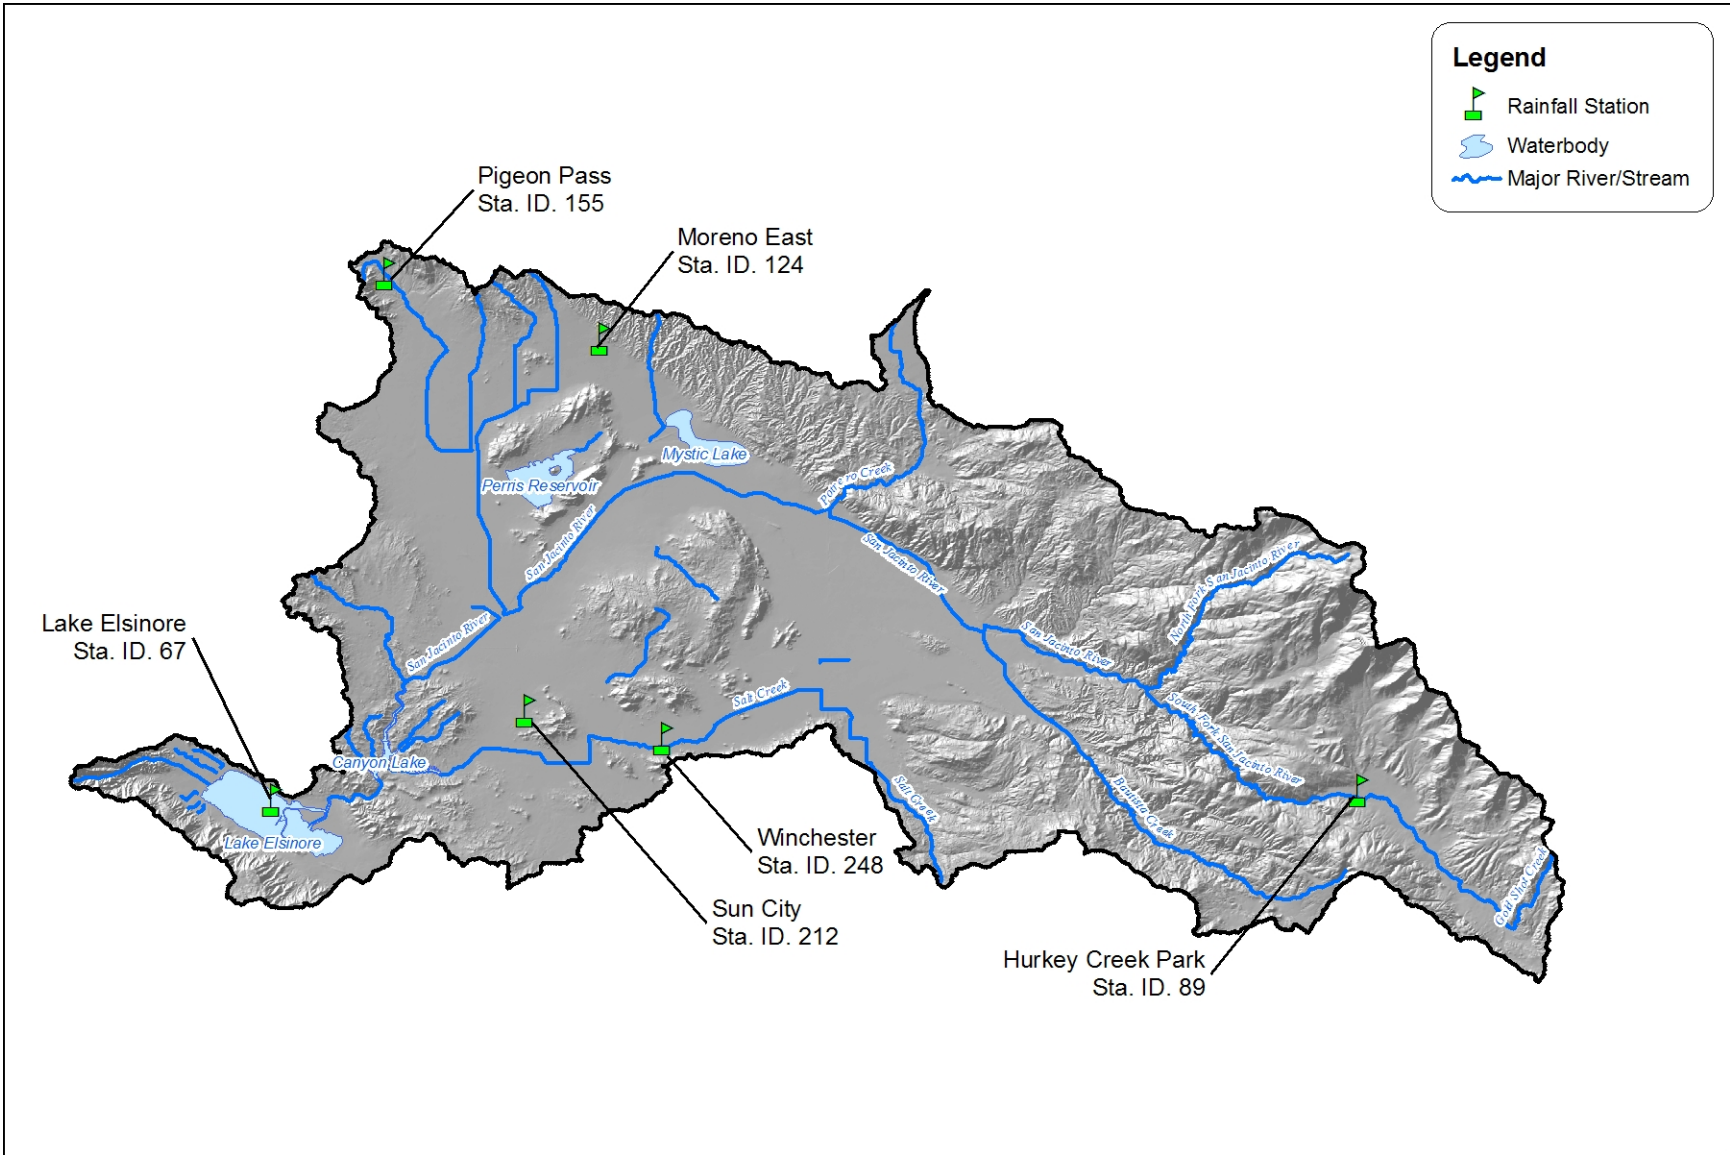 Legend
Rainfall Station
Waterbody
Major River/Stream
Pigeon Pass
Sta. ID. 155
Moreno East
Sta. ID. 124
Mystic Lake
Perris Reservoir
Potrero Creek
San Jacinto River
San Jacinto River
North Fork San Jacinto River
San Jacinto River
San Jacinto River
Lake Elsinore
Sta. ID. 67
South Fork San Jacinto River
Salt Creek
Canyon Lake
Salt Creek
Bautista Creek
Lake Elsinore
Winchester
Sta. ID. 248
Gold Shot Creek
Sun City
Sta. ID. 212
Hurkey Creek Park
Sta. ID. 89